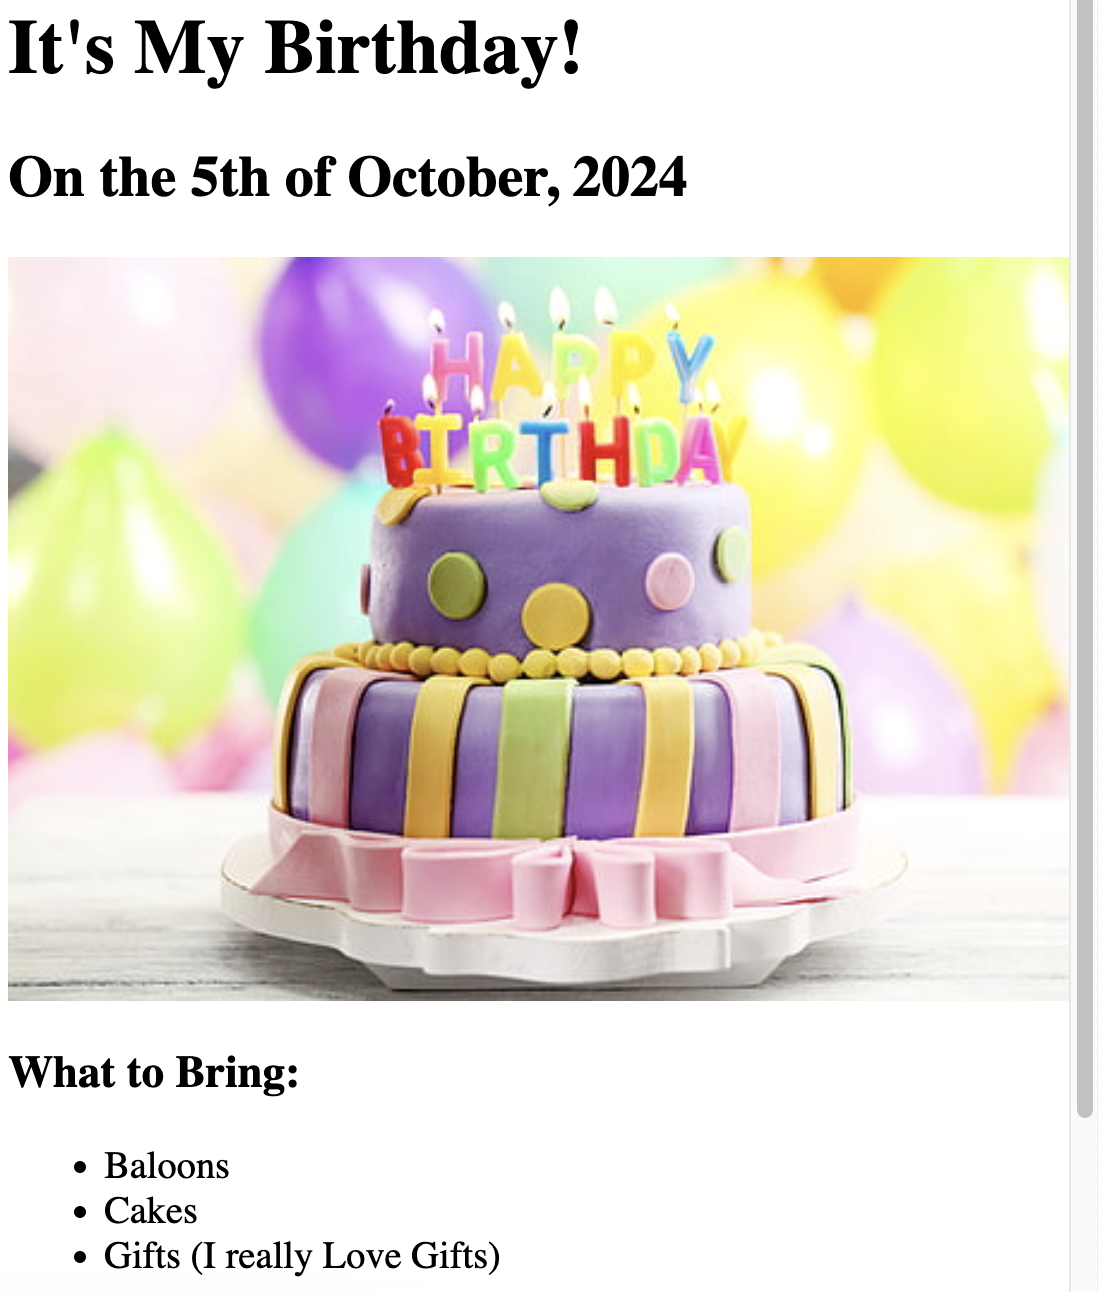 It's My Birthday!
On the 5th of October, 2024
HAPPY
BIRTHDAY
What to Bring:
Baloons
Cakes
Gifts (I really Love Gifts)